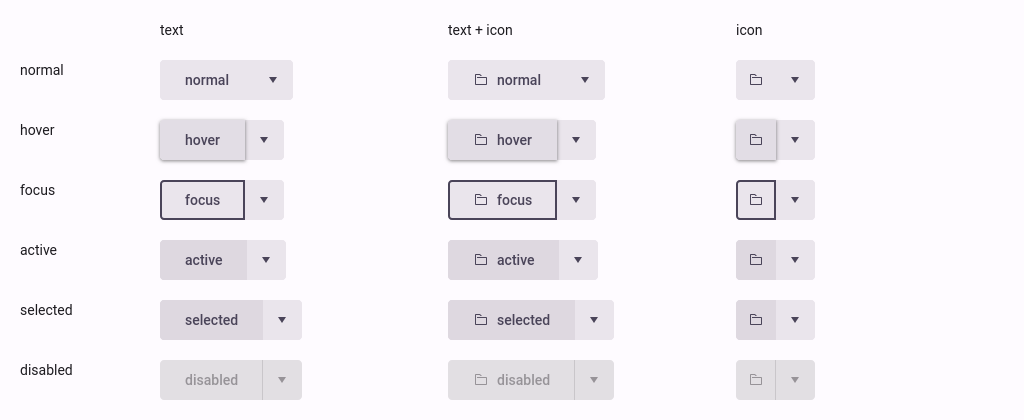 text text + icon icon
normal normal normal
hover hover hover
focus focus focus
active active active
selected selected selected
disabled disabled disabled